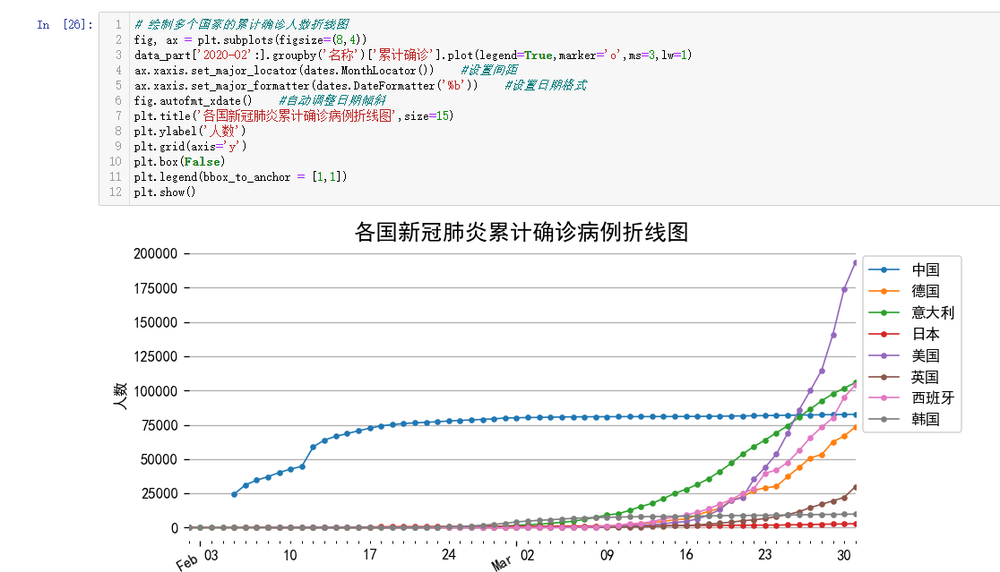 In [26]:
1 # 绘制多个国家的累计确诊人数折线图
2 fig, ax = plt.subplots(figsize=(8,4))
3 data_part['2020-02':].groupby('名称')['累计确诊'].plot(legend=True,marker='o',ms=3,lw=1)
4 ax.xaxis.set_major_locator(dates.MonthLocator())    #设置间距
5 ax.xaxis.set_major_formatter(dates.DateFormatter('%b'))    #设置日期格式
6 fig.autofmt_xdate()    #自动调整日期倾斜
7 plt.title('各国新冠肺炎累计确诊病例折线图',size=15)
8 plt.ylabel('人数')
9 plt.grid(axis='y')
10 plt.box(False)
11 plt.legend(bbox_to_anchor = [1,1])
12 plt.show()
各国新冠肺炎累计确诊病例折线图
200000
175000
150000
125000
100000
75000
50000
25000
0
人数
中国
德国
意大利
日本
美国
英国
西班牙
韩国
Feb 03 10 17 24 Mar 02 09 16 23 30